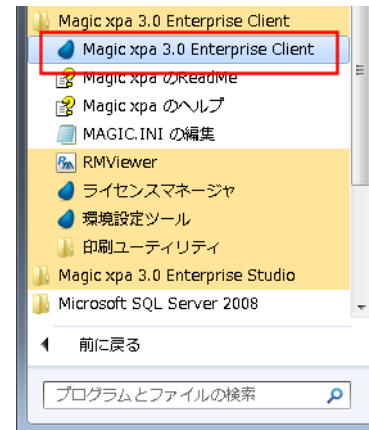 Magic xpa 3.0 Enterprise Client
Magic xpa 3.0 Enterprise Client
Magic xpa のReadMe
Magic xpa のヘルプ
MAGIC.INI の編集
RMViewer
ライセンスマネージャ
環境設定ツール
印刷ユーティリティ
Magic xpa 3.0 Enterprise Studio
Microsoft SQL Server 2008
前に戻る
プログラムとファイルの検索